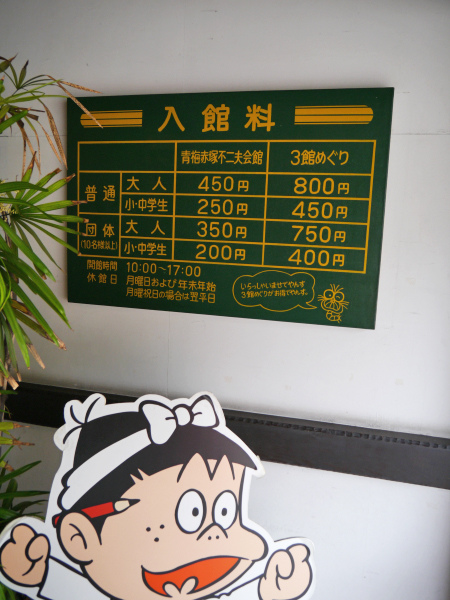 入館料
青梅赤塚不二夫会館 3館めぐり
普通 大人 450円 800円
小・中学生 250円 450円
団体 大人 350円 750円
(10名様以上) 小・中学生 200円 400円
開館時間 10:00〜17:00
休館日 月曜日および年末年始
月曜祝日の場合は翌平日
いらっしゃいませでやんす
3館めぐりがお得でやんす。